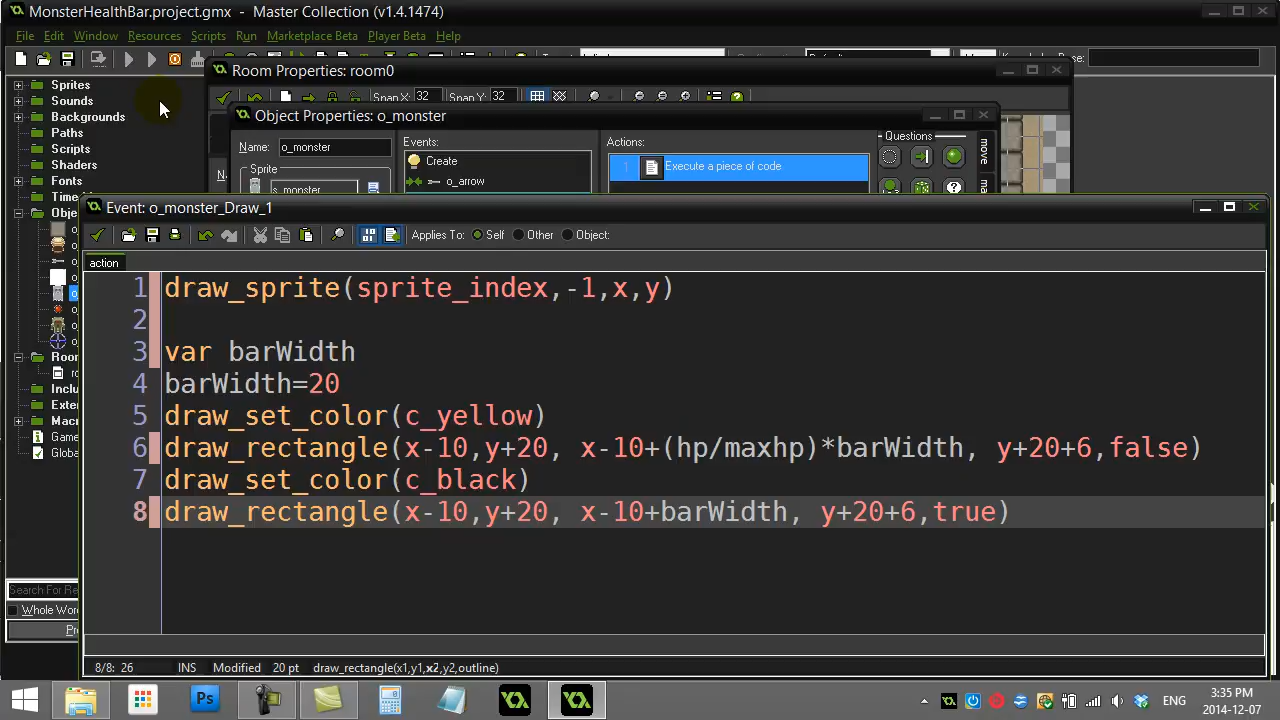 MonsterHealthBar.project.gmx - Master Collection (v1.4.1474)
File Edit Window Resources Scripts Run Marketplace Beta Player Beta Help
Sprites
Sounds
Backgrounds
Paths
Scripts
Shaders
Fonts
Room Properties: room0
Snap X: 32 Snap Y: 32
Object Properties: o_monster
Name: o_monster
Sprite
s_monster
Events:
Create
o_arrow
Actions:
1 Execute a piece of code
Questions
move
Event: o_monster_Draw_1
Applies To: Self Other Object:
action
1 draw_sprite(sprite_index,-1,x,y)
2
3 var barWidth
4 barWidth=20
5 draw_set_color(c_yellow)
6 draw_rectangle(x-10,y+20, x-10+(hp/maxhp)*barWidth, y+20+6,false)
7 draw_set_color(c_black)
8 draw_rectangle(x-10,y+20, x-10+barWidth, y+20+6,true)
Search For Re
Whole Word
8/8: 26 INS Modified 20 pt draw_rectangle(x1,y1,x2,y2,outline)
Ps
ENG
3:35 PM
2014-12-07